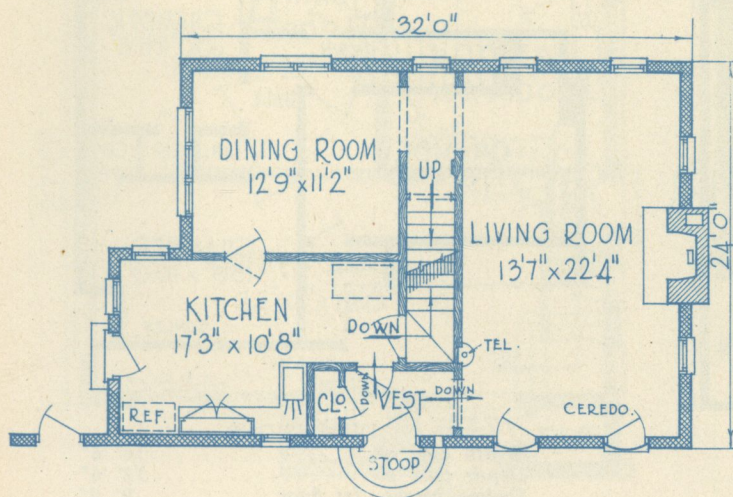 32'0"
DINING ROOM
12'9"x11'2"
UP
LIVING ROOM
13'7"x22'4"
24'0"
KITCHEN
17'3" x 10'8"
DOWN
TEL.
DOWN
CLO.
VEST
DOWN
REF.
CEREDO.
STOOP